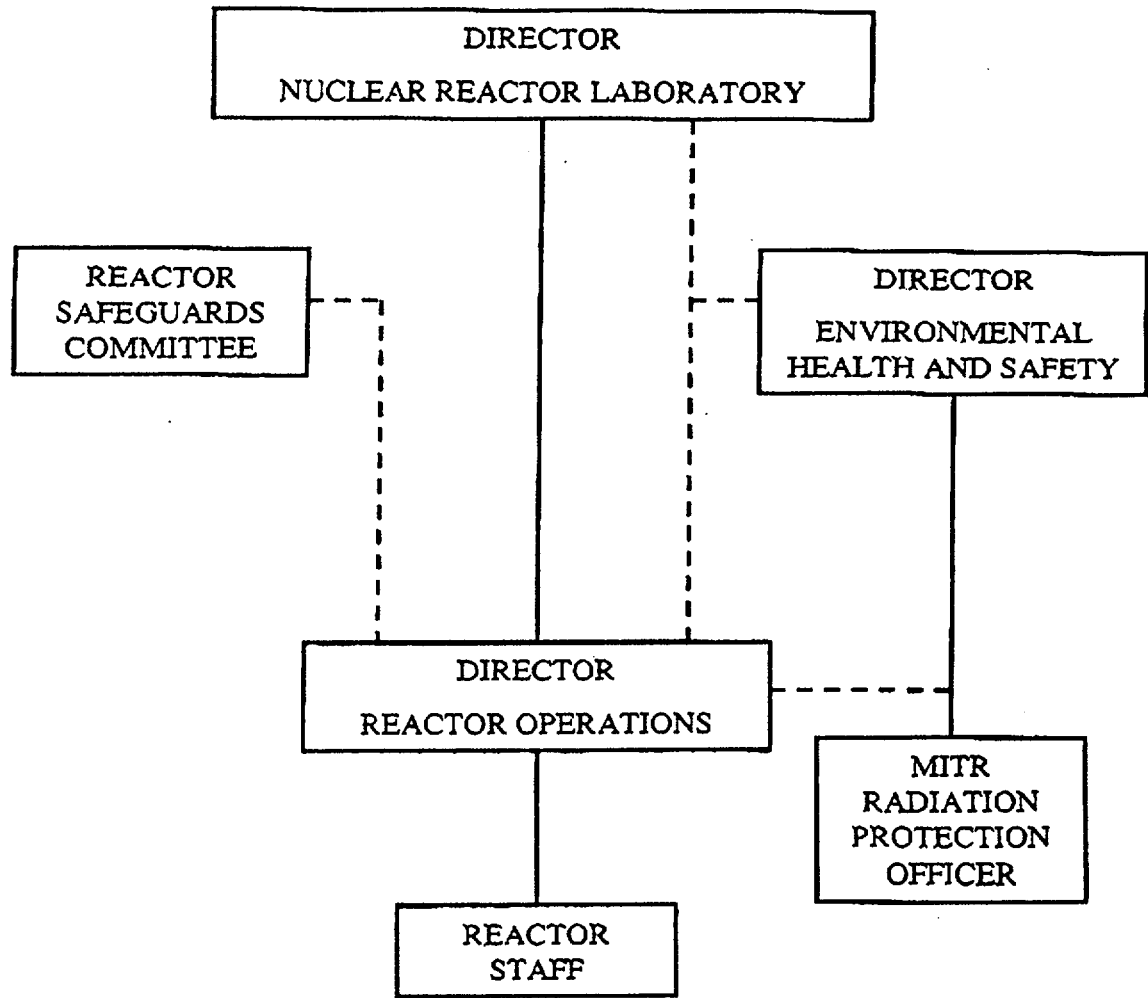 DIRECTOR
NUCLEAR REACTOR LABORATORY
REACTOR
SAFEGUARDS
COMMITTEE
DIRECTOR
ENVIRONMENTAL
HEALTH AND SAFETY
DIRECTOR
REACTOR OPERATIONS
MITR
RADIATION
PROTECTION
OFFICER
REACTOR
STAFF